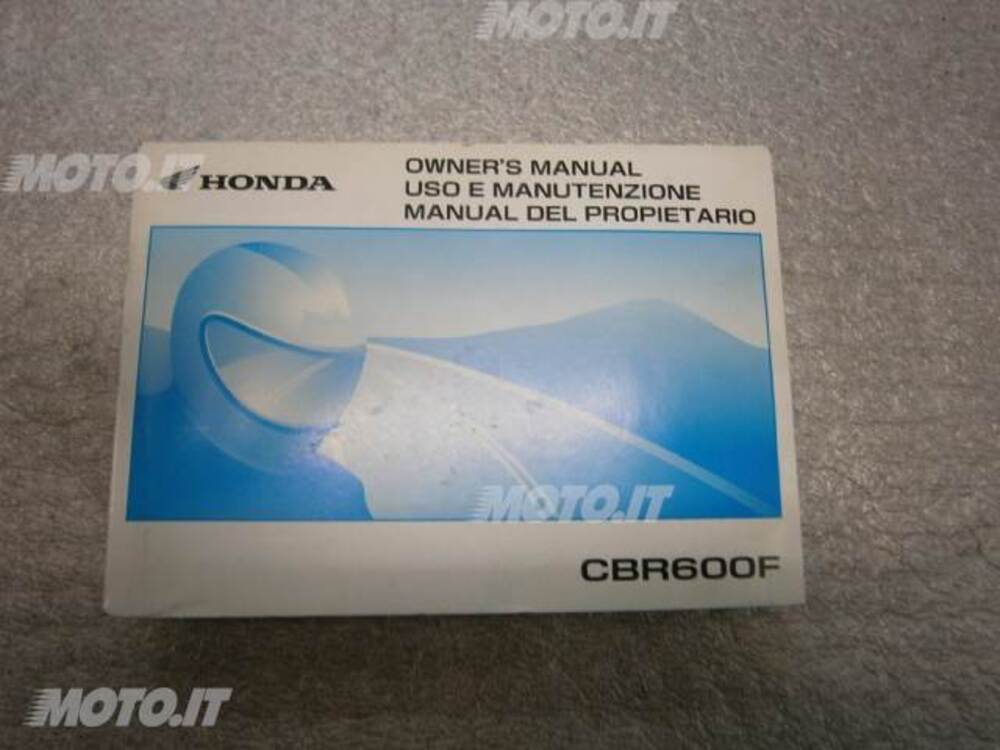 MOTO.IT
MOTO.IT
HONDA
OWNER'S MANUAL
USO E MANUTENZIONE
MANUAL DEL PROPIETARIO
MOTO.IT
CBR600F
MOTO.IT